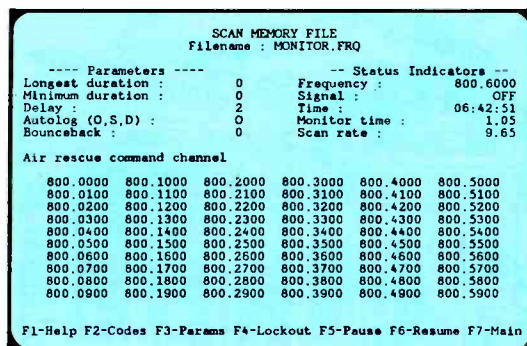 SCAN MEMORY FILE
Filename : MONITOR.FRQ
---- Parameters ---- -- Status Indicators --
Longest duration : 0 Frequency : 800.6000
Minimum duration : 0 Signal : OFF
Delay : 2 Time : 06:42:51
Autolog (O,S,D) : O Monitor time : 1.05
Bounceback : 0 Scan rate : 9.65
Air rescue command channel
800.0000 800.1000 800.2000 800.3000 800.4000 800.5000
800.0100 800.1100 800.2100 800.3100 800.4100 800.5100
800.0200 800.1200 800.2200 800.3200 800.4200 800.5200
800.0300 800.1300 800.2300 800.3300 800.4300 800.5300
800.0400 800.1400 800.2400 800.3400 800.4400 800.5400
800.0500 800.1500 800.2500 800.3500 800.4500 800.5500
800.0600 800.1600 800.2600 800.3600 800.4600 800.5600
800.0700 800.1700 800.2700 800.3700 800.4700 800.5700
800.0800 800.1800 800.2800 800.3800 800.4800 800.5800
800.0900 800.1900 800.2900 800.3900 800.4900 800.5900
F1-Help F2-Codes F3-Params F4-Lockout F5-Pause F6-Resume F7-Main